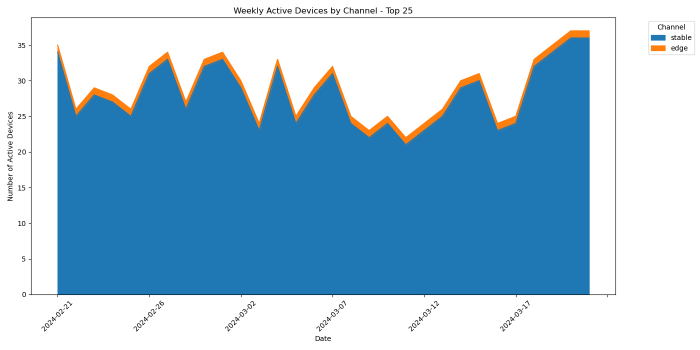 Weekly Active Devices by Channel - Top 25
Channel
stable
edge
Number of Active Devices
35
30
25
20
15
10
5
0
2024-02-21
2024-02-26
2024-03-02
2024-03-07
2024-03-12
2024-03-17
Date